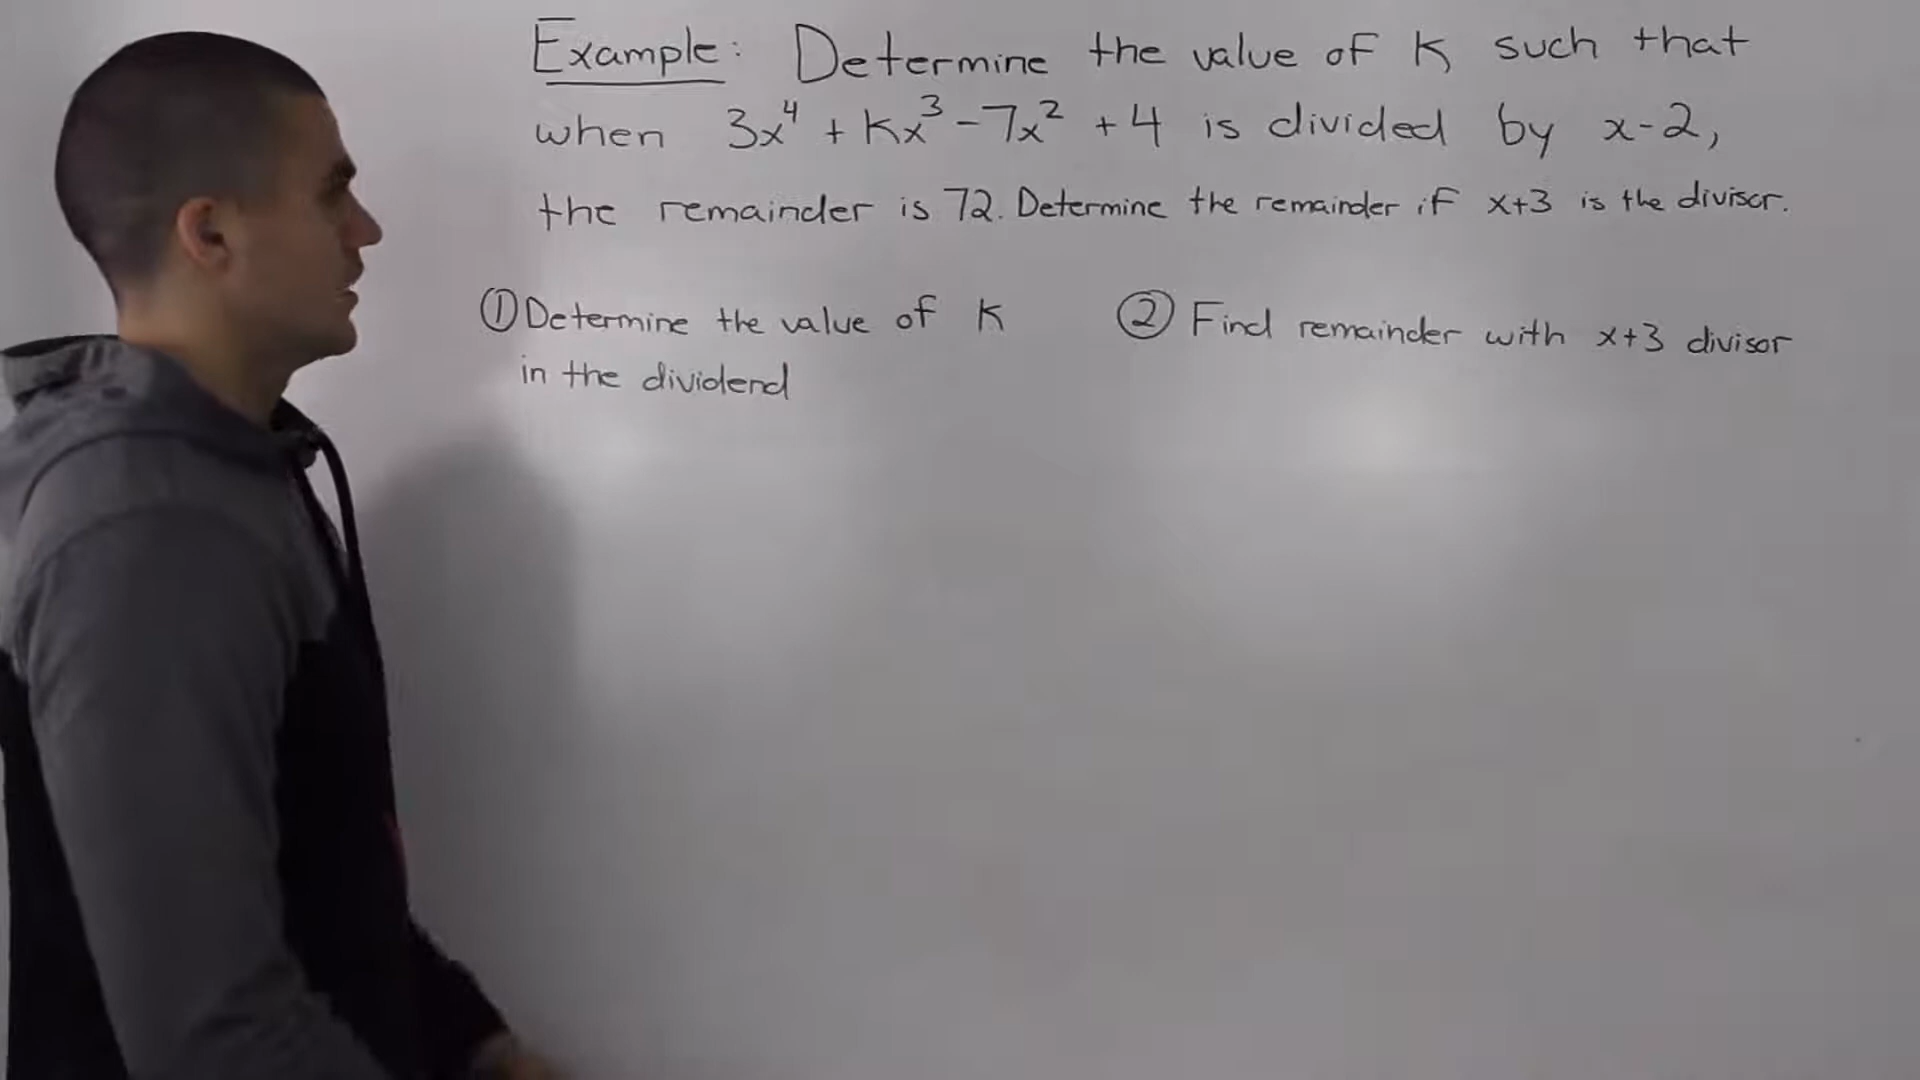 Example: Determine the value of K such that
when 3x⁴ + Kx³ - 7x² + 4 is divided by x-2,
the remainder is 72. Determine the remainder if x+3 is the divisor.
① Determine the value of K
in the dividend
② Find remainder with x+3 divisor